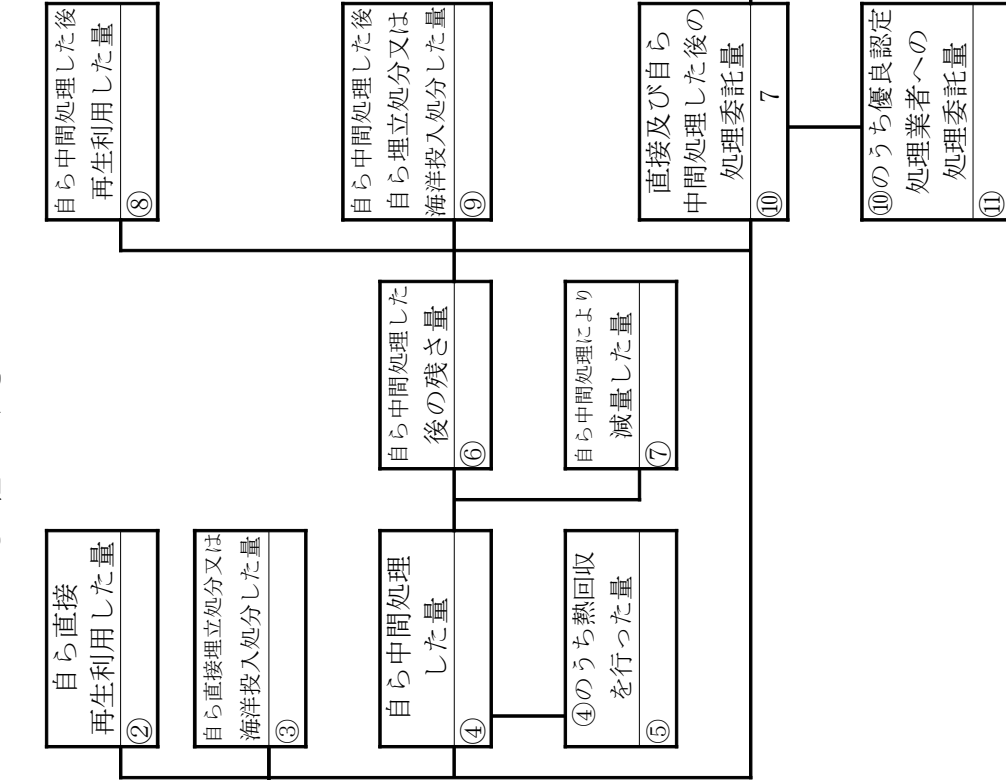 自ら直接
再生利用した量
②
自ら直接埋立処分又は
海洋投入処分した量
③
自ら中間処理
した量
④
④のうち熱回収
を行った量
⑤
自ら中間処理した
後の残さ量
⑥
自ら中間処理により
減量した量
⑦
自ら中間処理した後
再生利用した量
⑧
自ら中間処理した後
自ら埋立処分又は
海洋投入処分した量
⑨
直接及び自ら
中間処理した後の
処理委託量
⑩
7
⑩のうち優良認定
処理業者への
処理委託量
⑪